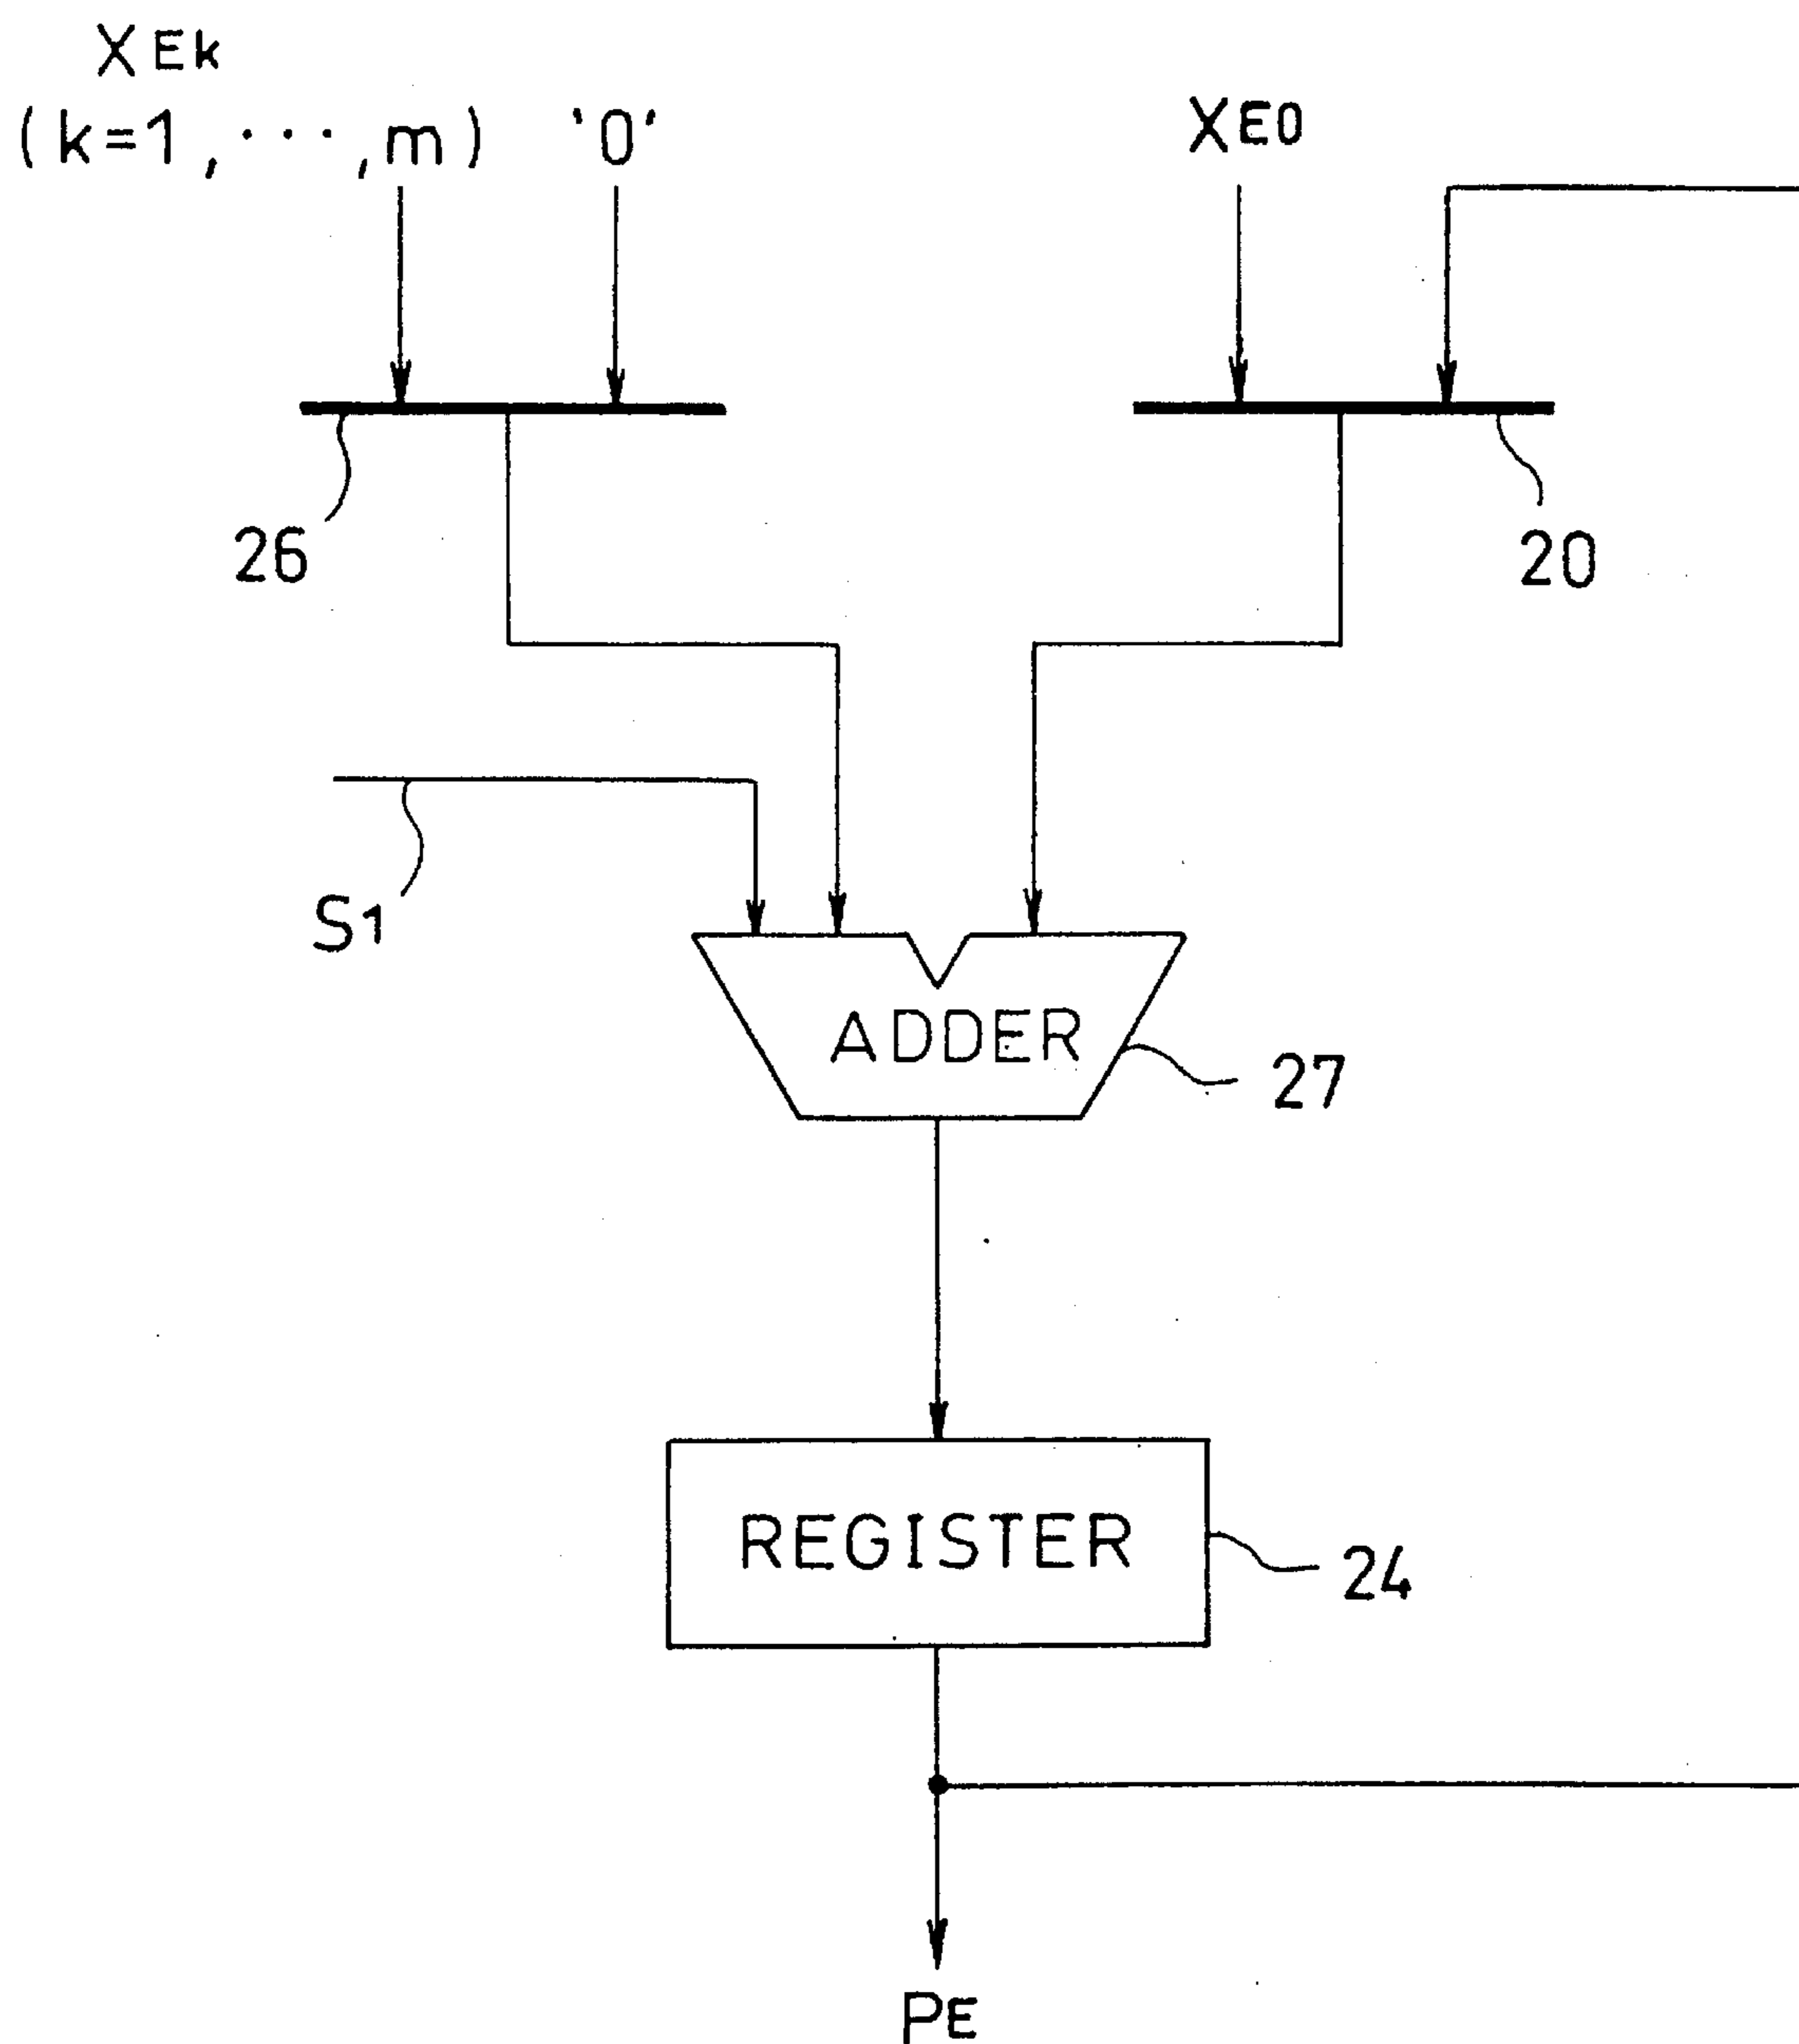 XEk
(k=1, ···, m) '0' XE0
26
20
S1
ADDER
27
REGISTER
24
PE